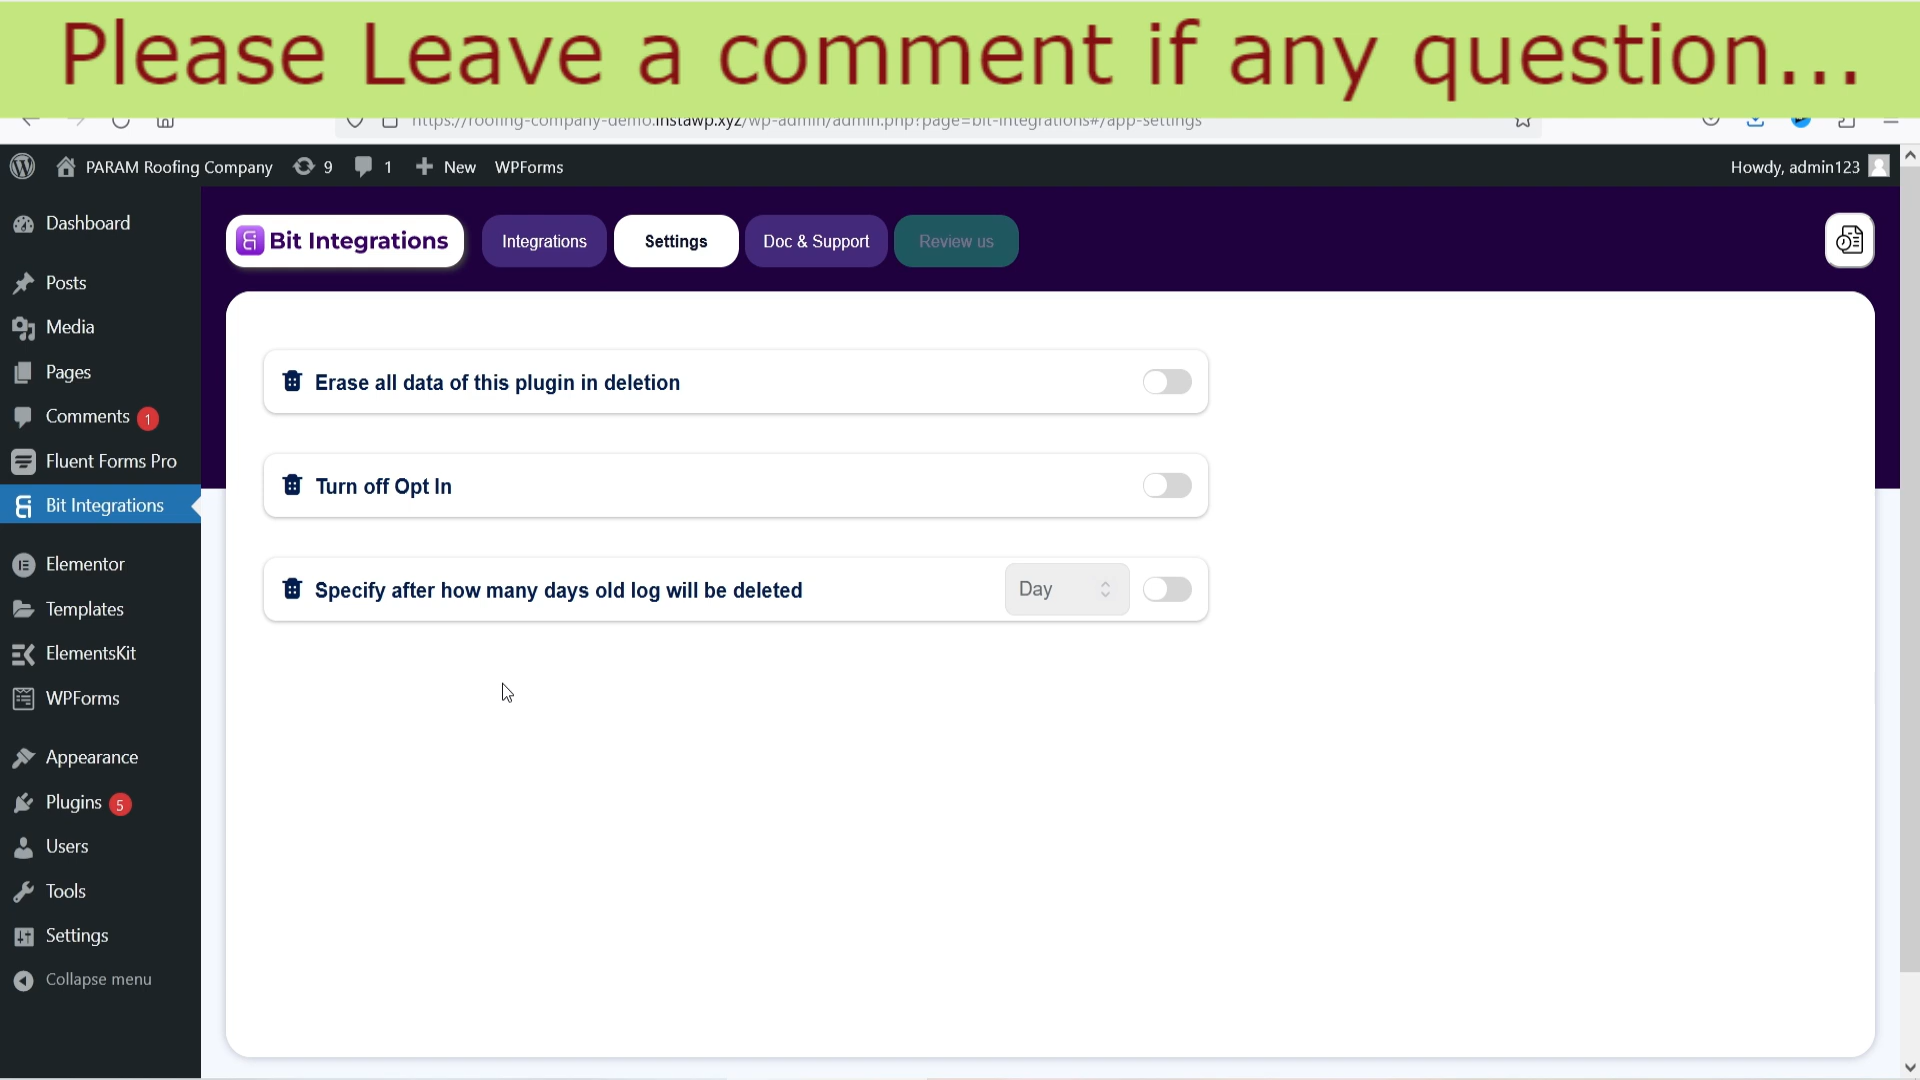 Please Leave a comment if any question...
https://roofing-company-demo.instawp.xyz/wp-admin/admin.php?page=bit-integrations#/app-settings
PARAM Roofing Company 9 1 New WPForms Howdy, admin123
Dashboard
Posts
Media
Pages
Comments 1
Fluent Forms Pro
Bit Integrations
Elementor
Templates
ElementsKit
WPForms
Appearance
Plugins 5
Users
Tools
Settings
Collapse menu
Bit Integrations Integrations Settings Doc & Support Review us
Erase all data of this plugin in deletion
Turn off Opt In
Specify after how many days old log will be deleted Day